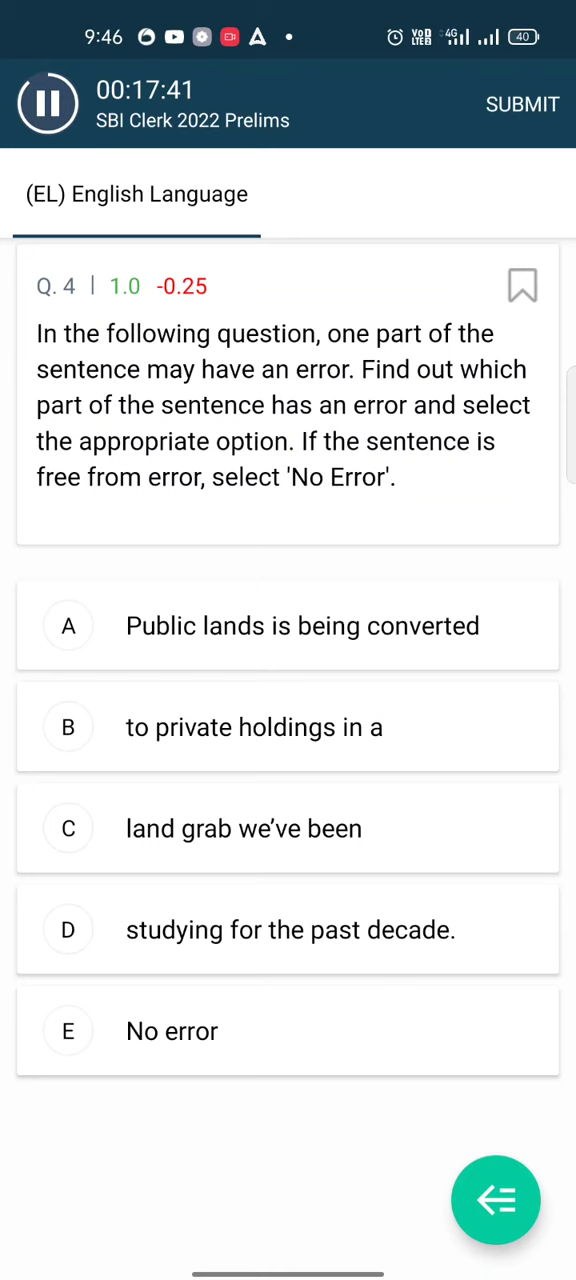 9:46
VoD LTE2 4G 40
00:17:41
SBI Clerk 2022 Prelims
SUBMIT
(EL) English Language
Q. 4 | 1.0 -0.25
In the following question, one part of the
sentence may have an error. Find out which
part of the sentence has an error and select
the appropriate option. If the sentence is
free from error, select 'No Error'.
A Public lands is being converted
B to private holdings in a
C land grab we’ve been
D studying for the past decade.
E No error